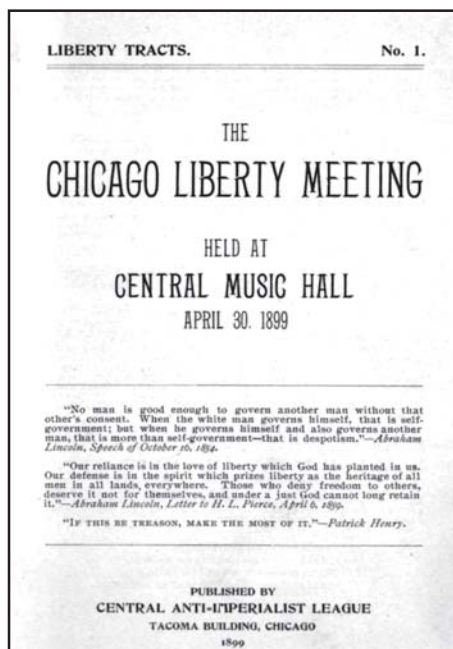 LIBERTY TRACTS. No. 1.
THE
CHICAGO LIBERTY MEETING
HELD AT
CENTRAL MUSIC HALL
APRIL 30. 1899
"No man is good enough to govern another man without that
other's consent. When the white man governs himself, that is self-
government; but when he governs himself and also governs another
man, that is more than self-government—that is despotism."—Abraham
Lincoln, Speech of October 16, 1854.
"Our reliance is in the love of liberty which God has planted in us.
Our defense is in the spirit which prizes liberty as the heritage of all
men in all lands, everywhere. Those who deny freedom to others,
deserve it not for themselves, and under a just God cannot long retain
it."—Abraham Lincoln, Letter to H. L. Pierce, April 6, 1859.
"IF THIS BE TREASON, MAKE THE MOST OF IT."—Patrick Henry.
PUBLISHED BY
CENTRAL ANTI-IMPERIALIST LEAGUE
TACOMA BUILDING, CHICAGO
1899